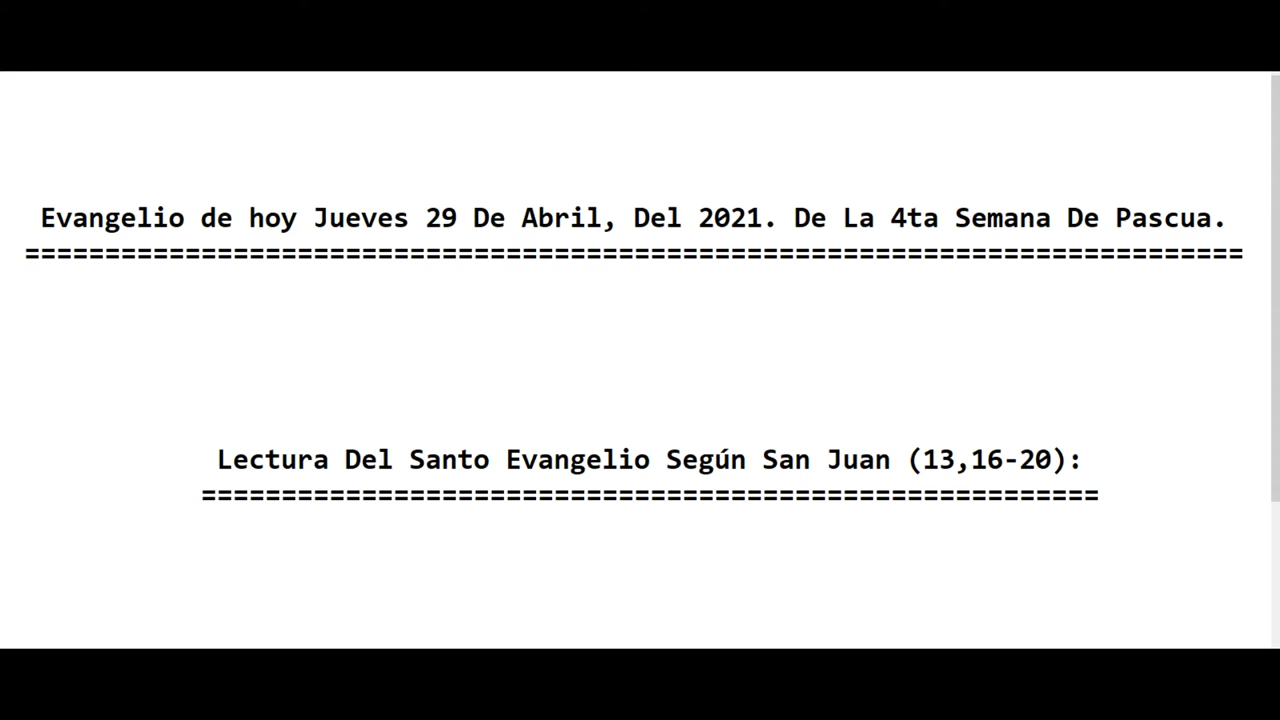 Evangelio de hoy Jueves 29 De Abril, Del 2021. De La 4ta Semana De Pascua.
============================================================================
Lectura Del Santo Evangelio Según San Juan (13,16-20):
========================================================